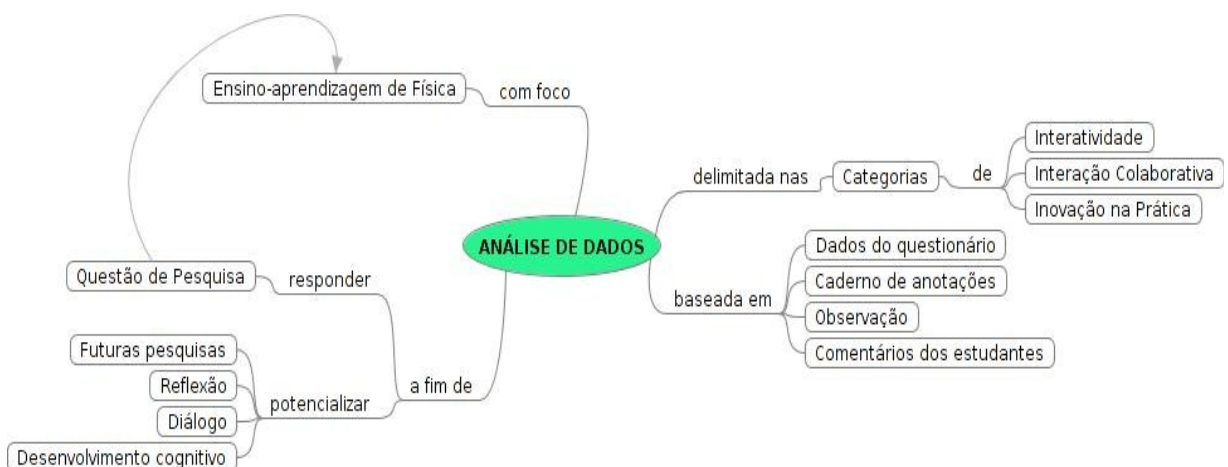 Ensino-aprendizagem de Física
com foco
ANÁLISE DE DADOS
delimitada nas
Categorias
de
Interatividade
Interação Colaborativa
Inovação na Prática
baseada em
Dados do questionário
Caderno de anotações
Observação
Comentários dos estudantes
a fim de
responder
Questão de Pesquisa
potencializar
Futuras pesquisas
Reflexão
Diálogo
Desenvolvimento cognitivo